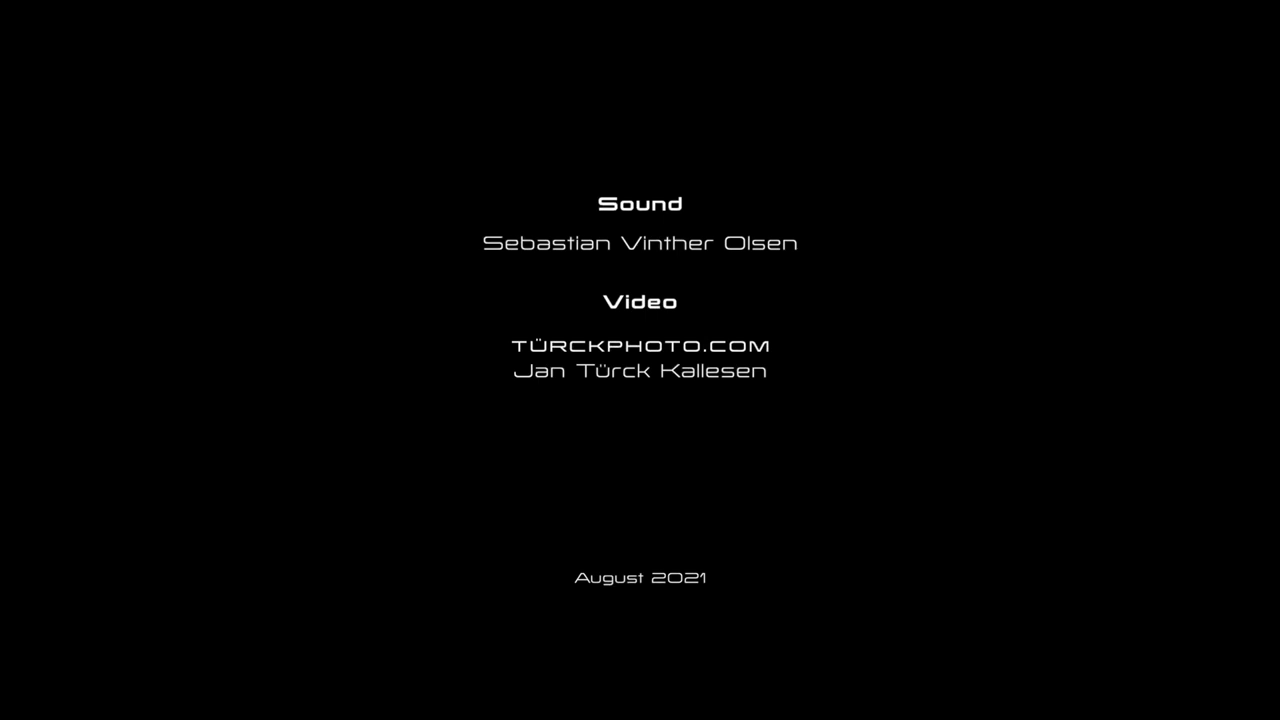 Sound
Sebastian Vinther Olsen
Video
TÜRCKPHOTO.COM
Jan Türck Kallesen
August 2021